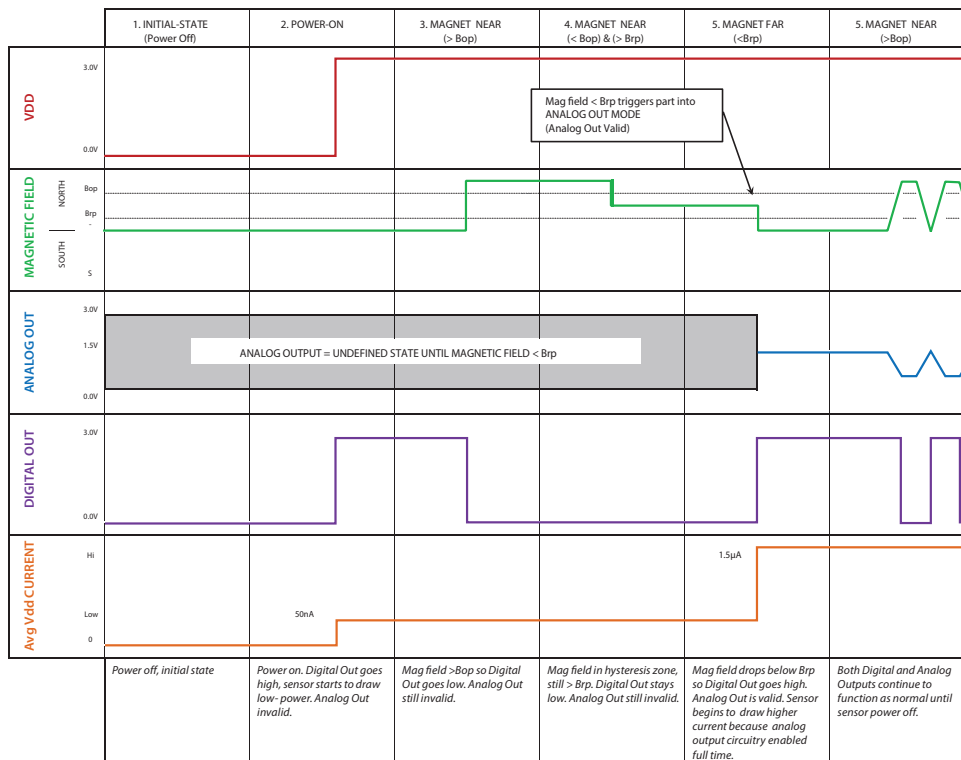 1. INITIAL-STATE
(Power Off)
2. POWER-ON
3. MAGNET NEAR
(> Bop)
4. MAGNET NEAR
(< Bop) & (> Brp)
5. MAGNET FAR
(<Brp)
5. MAGNET NEAR
(>Bop)
VDD
3.0V
0.0V
Mag field < Brp triggers part into
ANALOG OUT MODE
(Analog Out Valid)
MAGNETIC FIELD
NORTH
SOUTH
Bop
Brp
-
S
ANALOG OUT
3.0V
1.5V
0.0V
ANALOG OUTPUT = UNDEFINED STATE UNTIL MAGNETIC FIELD < Brp
DIGITAL OUT
3.0V
0.0V
Avg Vdd CURRENT
Hi
Low
0
50nA
1.5µA
Power off, initial state
Power on. Digital Out goes
high, sensor starts to draw
low- power. Analog Out
invalid.
Mag field >Bop so Digital
Out goes low. Analog Out
still invalid.
Mag field in hysteresis zone,
still > Brp. Digital Out stays
low. Analog Out still invalid.
Mag field drops below Brp
so Digital Out goes high.
Analog Out is valid. Sensor
begins to draw higher
current because analog
output circuitry enabled
full time.
Both Digital and Analog
Outputs continue to
function as normal until
sensor power off.